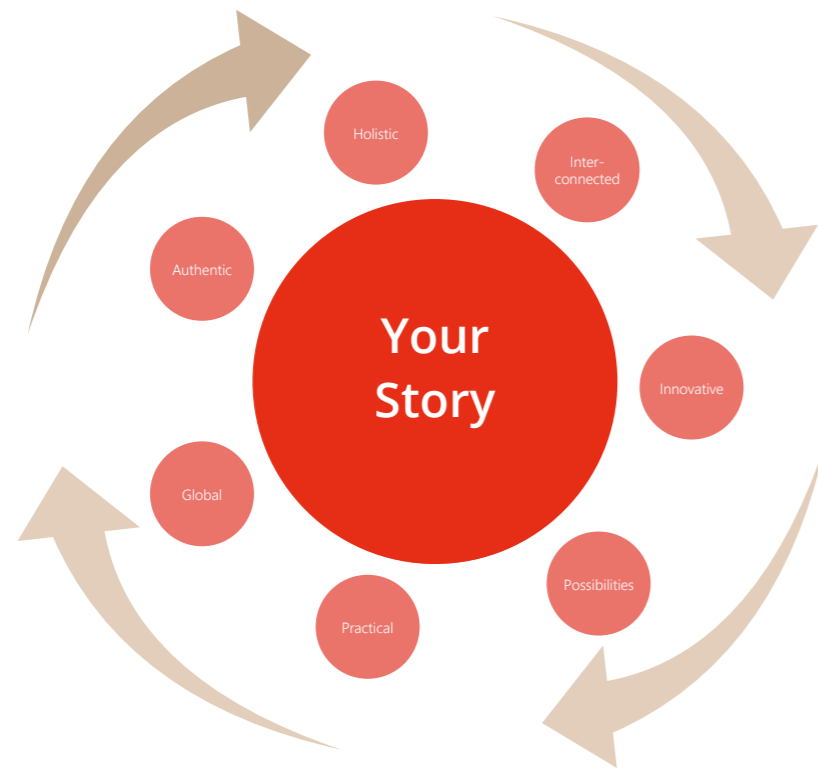 Holistic
Inter-
connected
Authentic
Your
Story
Innovative
Global
Possibilities
Practical